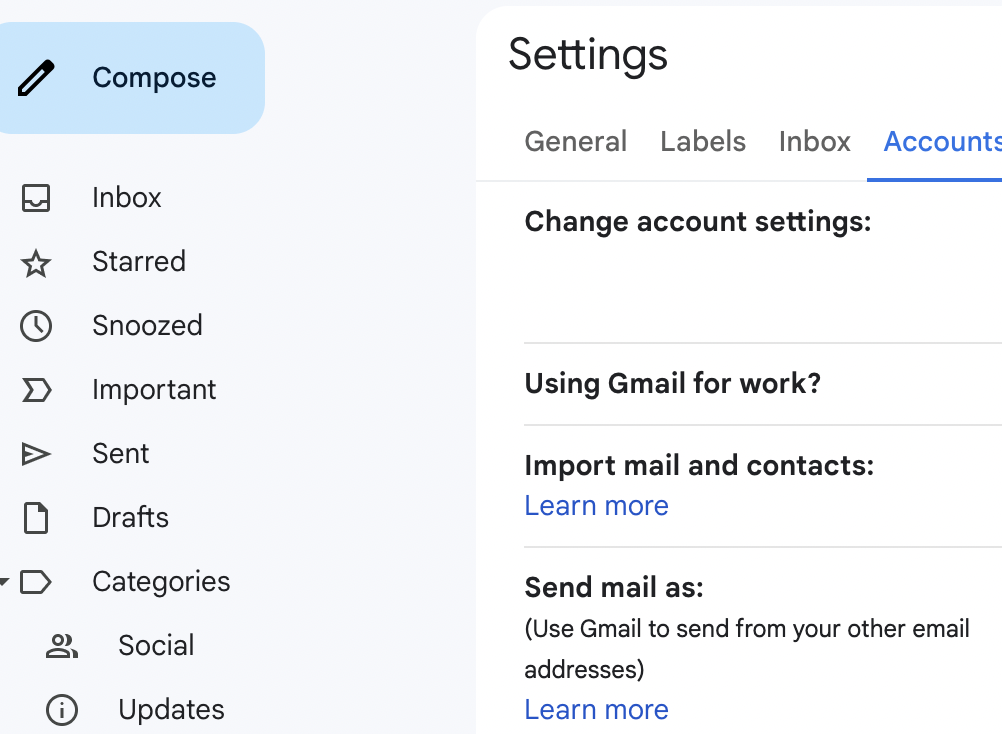 Compose
Inbox
Starred
Snoozed
Important
Sent
Drafts
Categories
Social
Updates
Settings
General Labels Inbox Accounts
Change account settings:
Using Gmail for work?
Import mail and contacts:
Learn more
Send mail as:
(Use Gmail to send from your other email
addresses)
Learn more